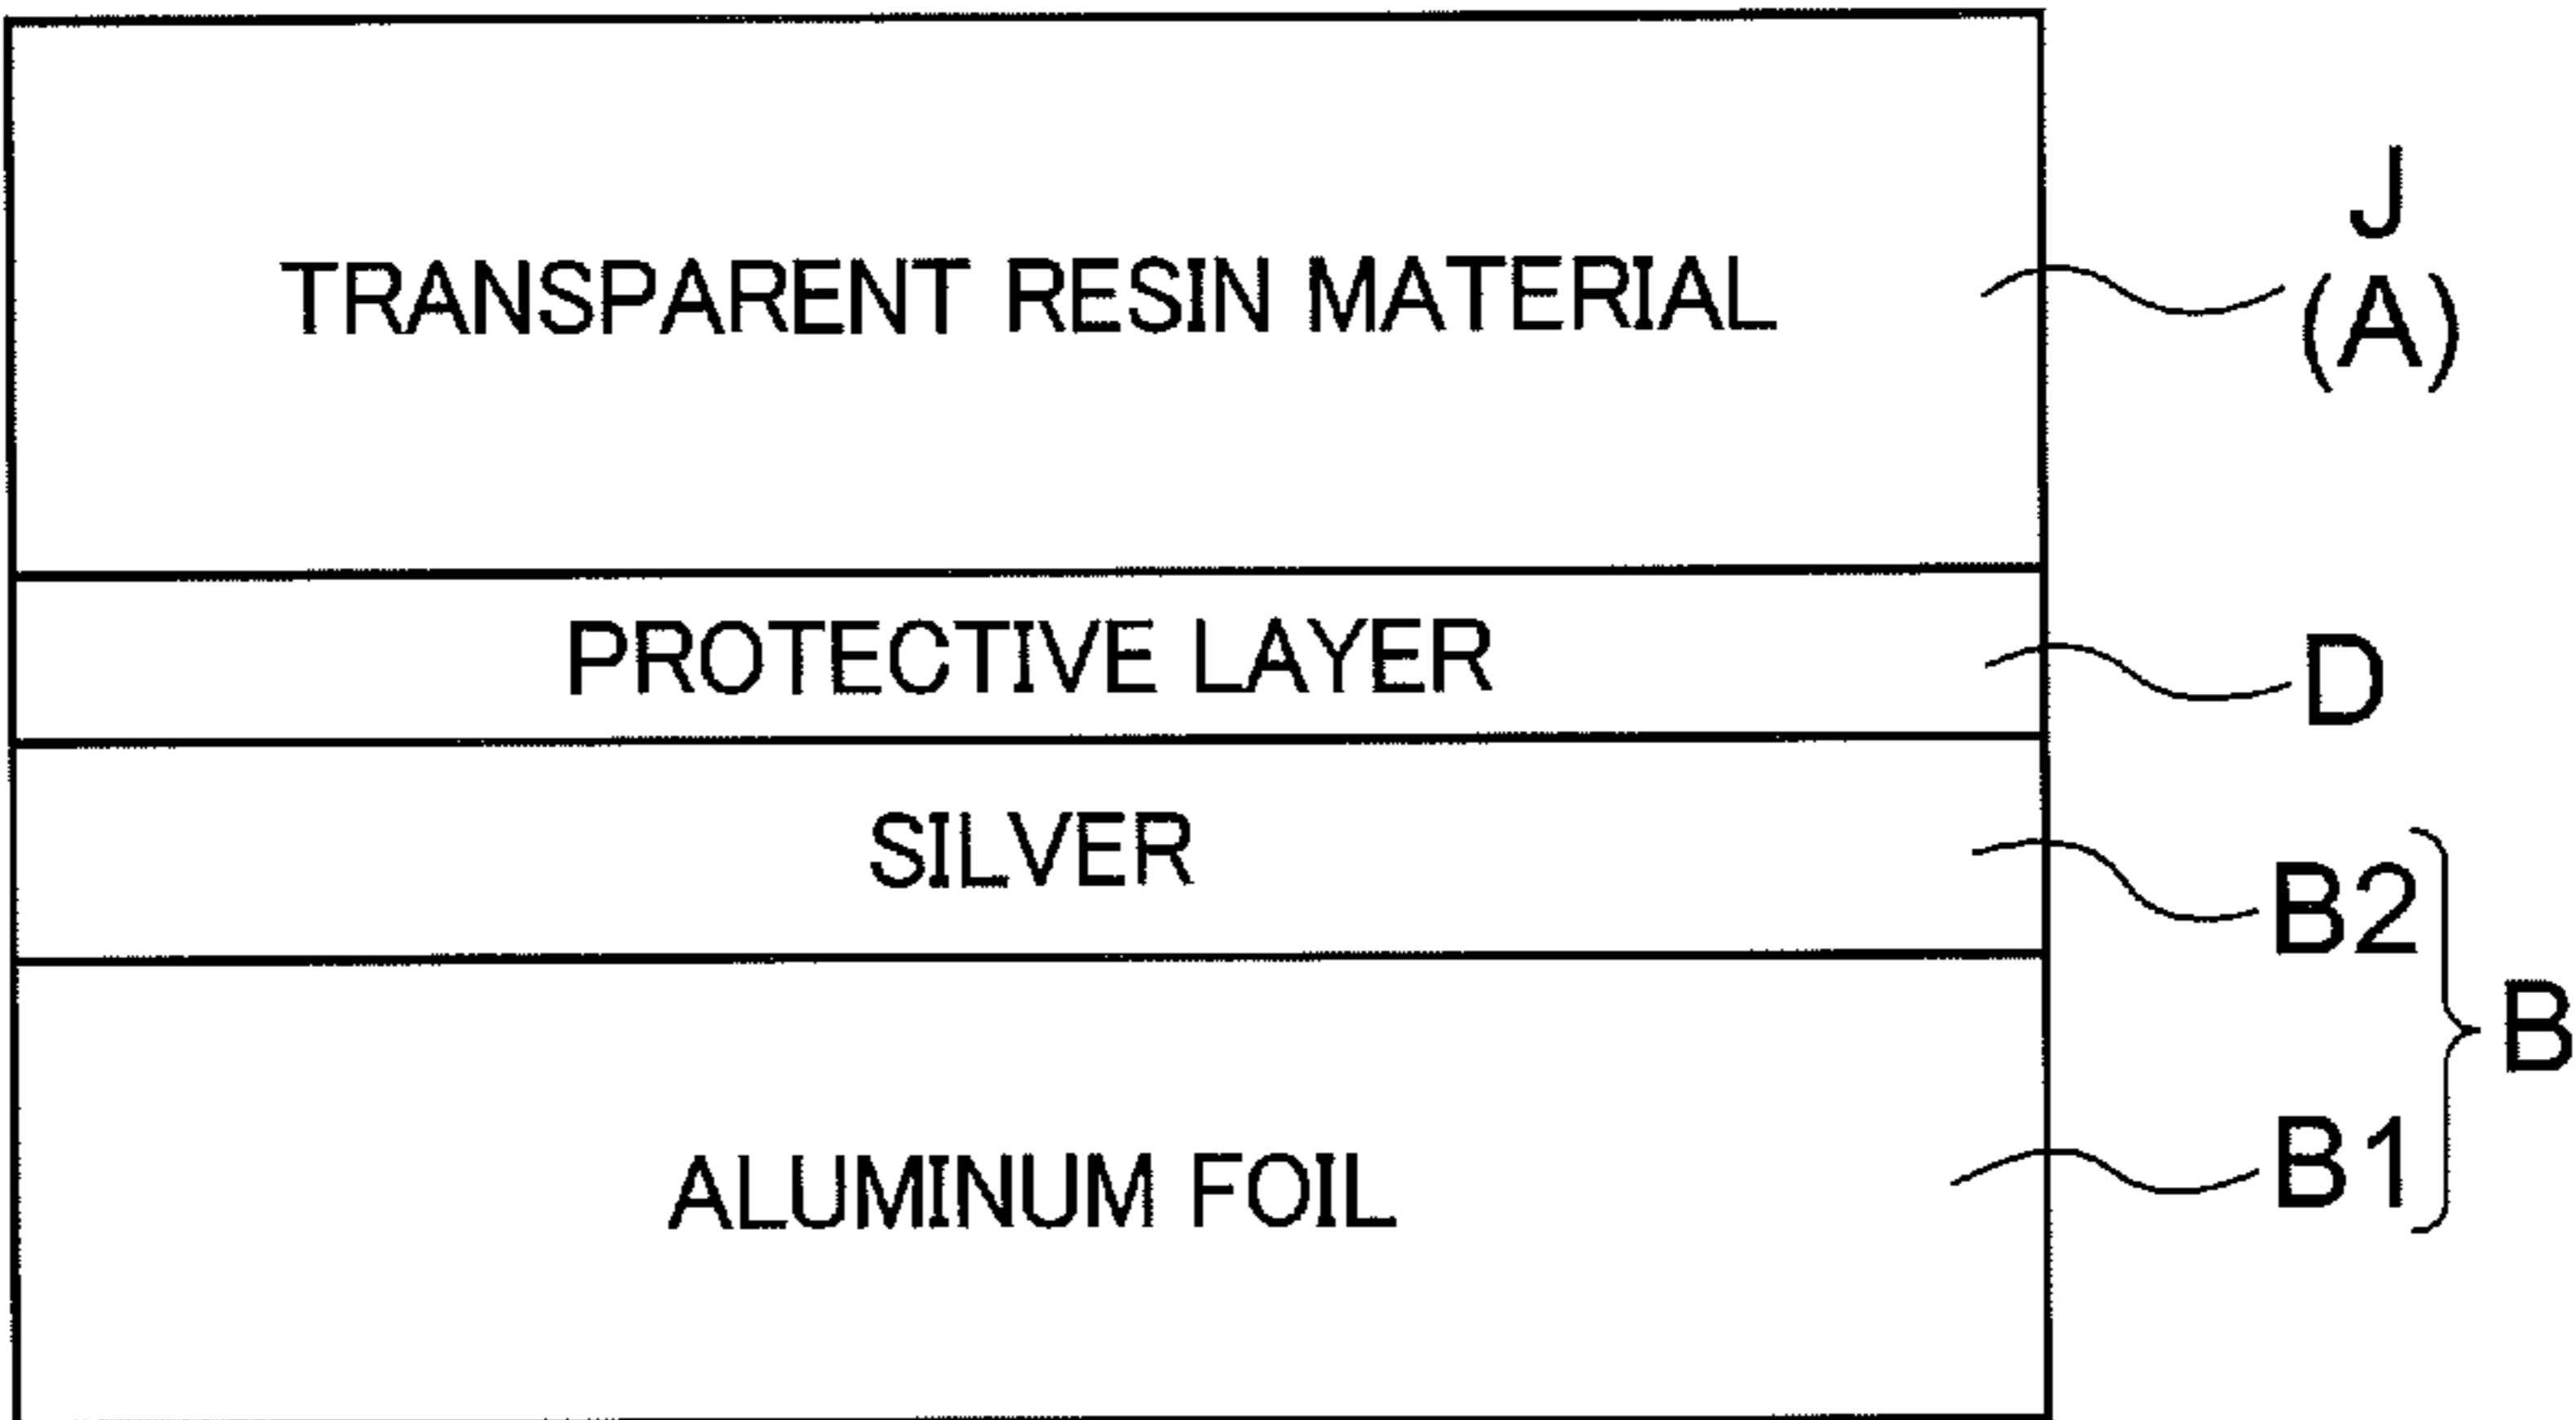 TRANSPARENT RESIN MATERIAL
J
(A)
PROTECTIVE LAYER
D
SILVER
B2
B
ALUMINUM FOIL
B1